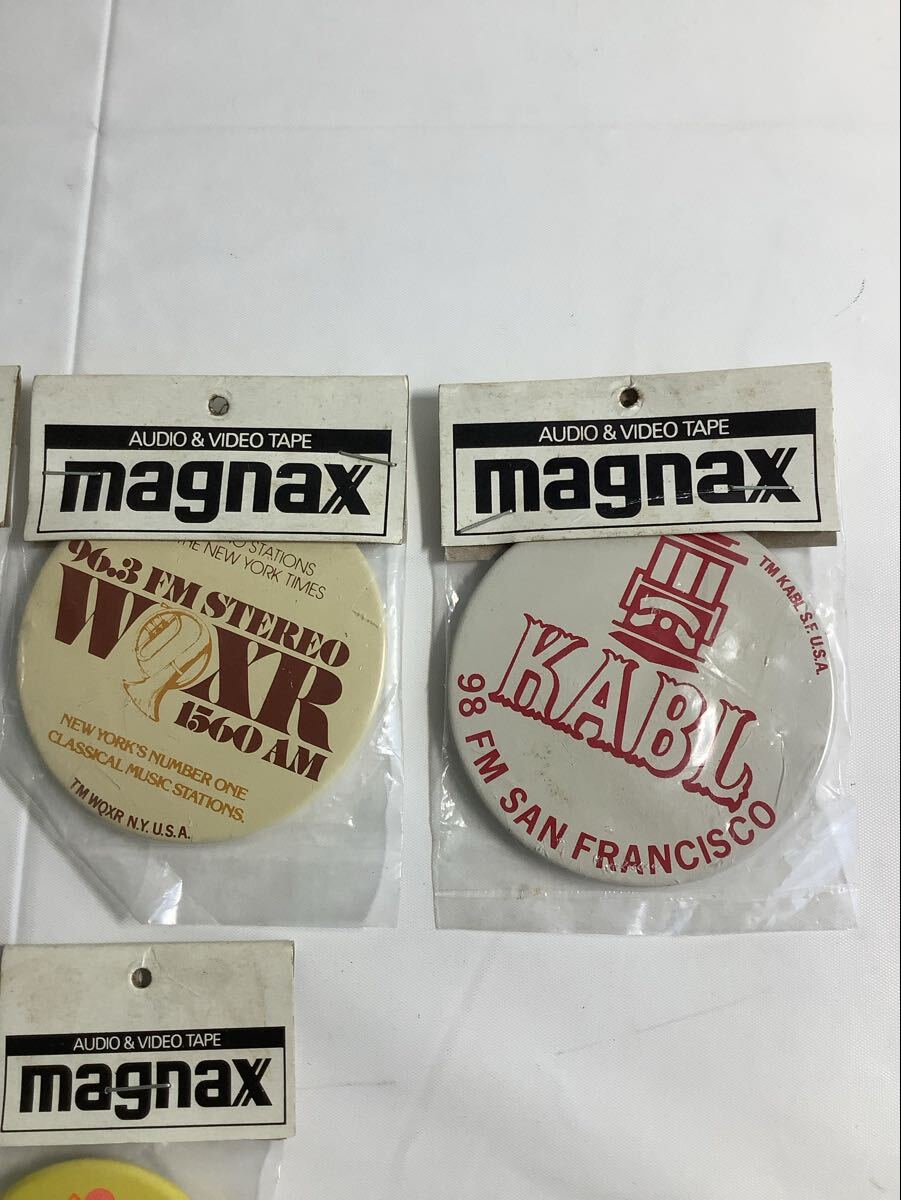 AUDIO & VIDEO TAPE
magnax
STATIONS
THE NEW YORK TIMES
96.3 FM STEREO
WQXR
1560 AM
NEW YORK'S NUMBER ONE
CLASSICAL MUSIC STATIONS.
TM WQXR N.Y. U.S.A.
AUDIO & VIDEO TAPE
magnax
TM KABL S.F. U.S.A.
KABL
98 FM SAN FRANCISCO
AUDIO & VIDEO TAPE
magnax